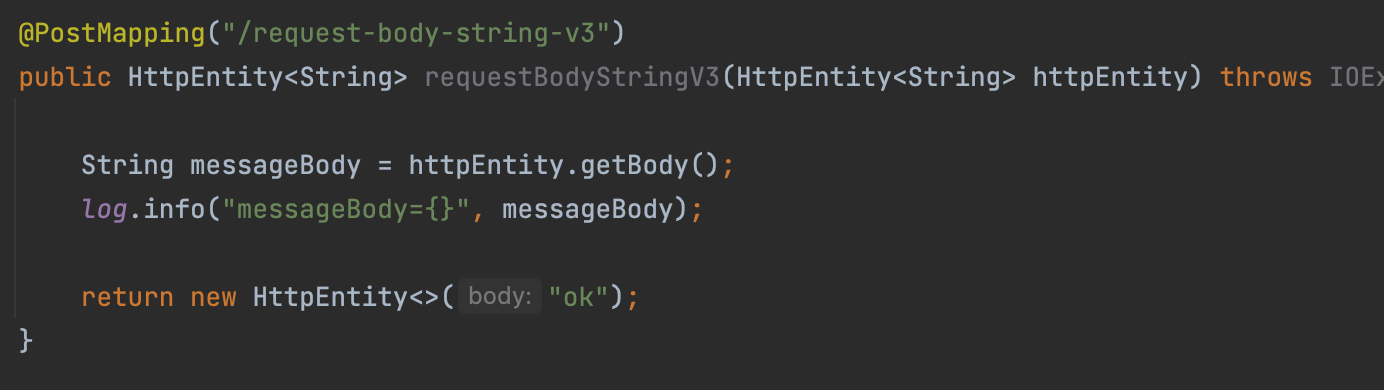 @PostMapping("/request-body-string-v3")
public HttpEntity<String> requestBodyStringV3(HttpEntity<String> httpEntity) throws IOEx
String messageBody = httpEntity.getBody();
log.info("messageBody={}", messageBody);
return new HttpEntity<>( body: "ok");
}